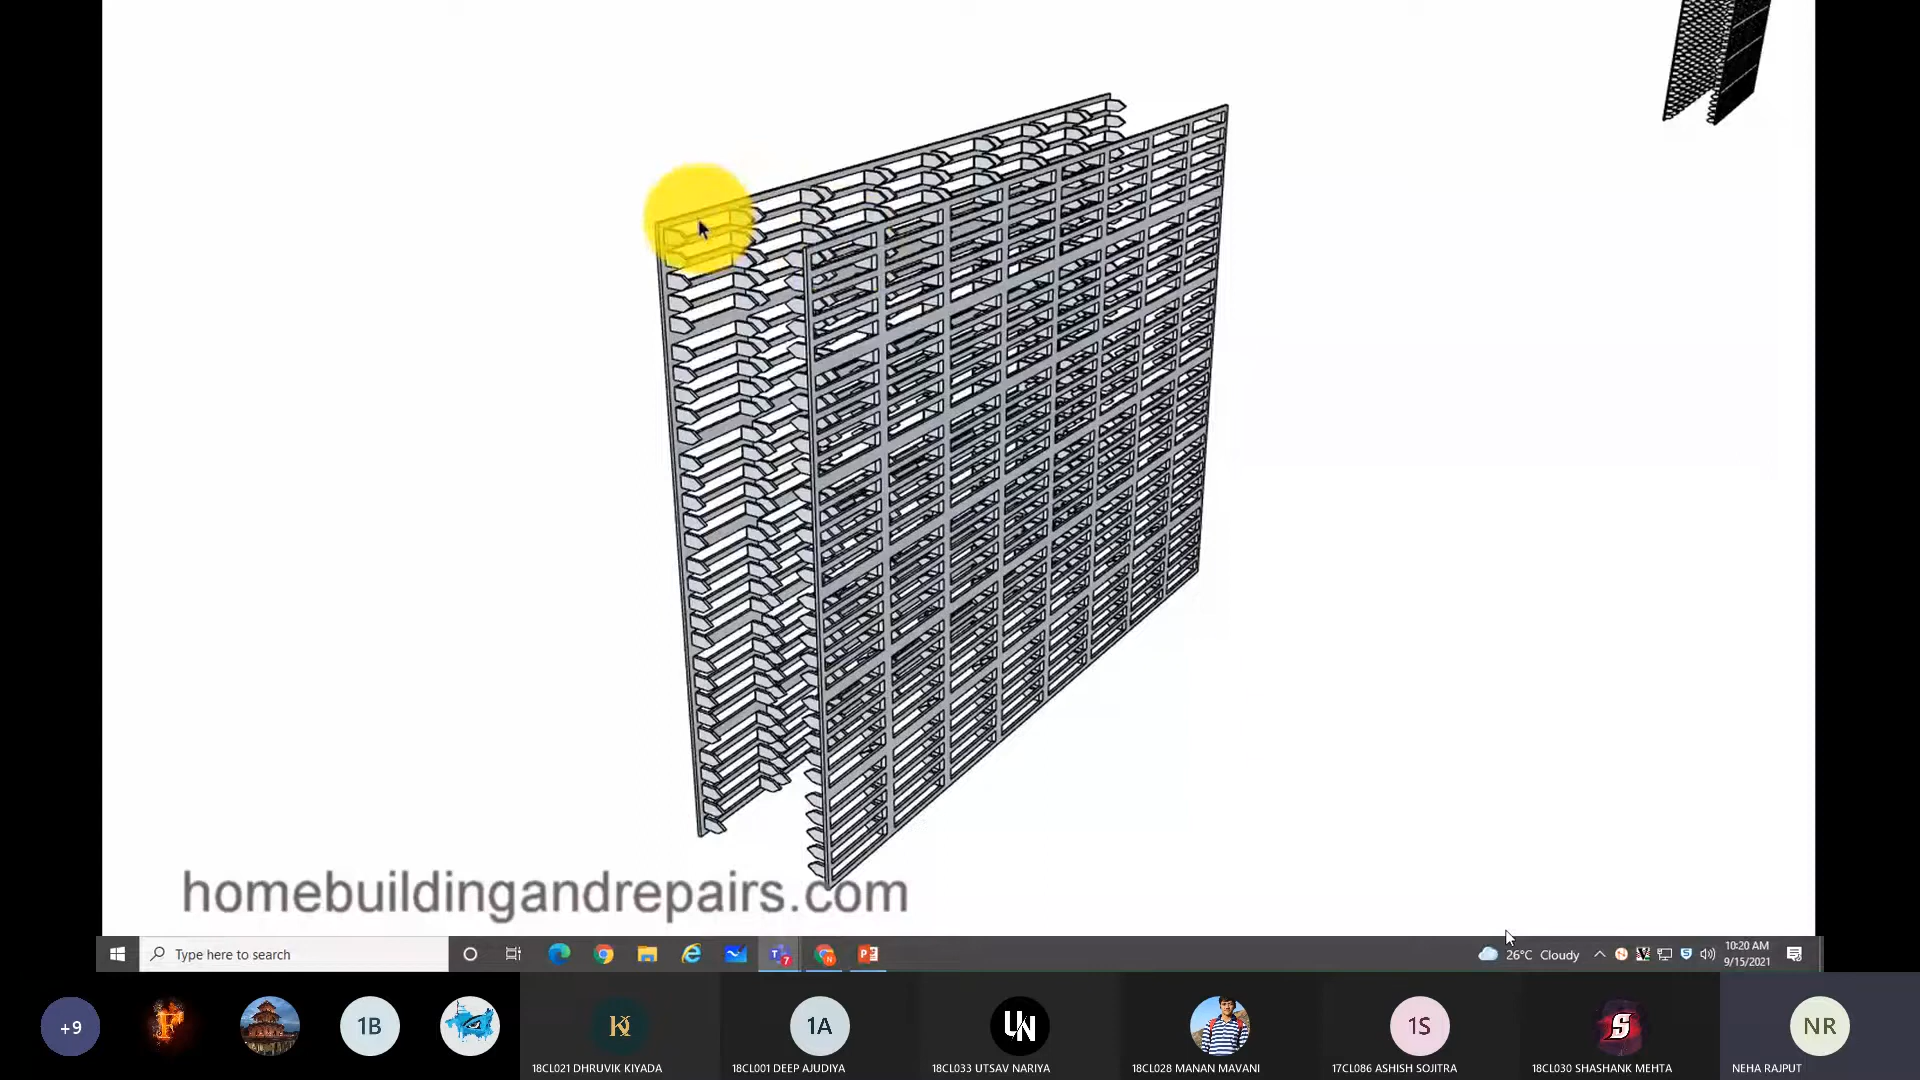 homebuildingandrepairs.com
Type here to search
7
N
26°C Cloudy
10:20 AM
9/15/2021
+9
F
1B
K
1A
UN
1S
S
NR
18CL021 DHRUVIK KIYADA
18CL001 DEEP AJUDIYA
18CL033 UTSAV NARIYA
18CL028 MANAN MAVANI
17CL086 ASHISH SOJITRA
18CL030 SHASHANK MEHTA
NEHA RAJPUT